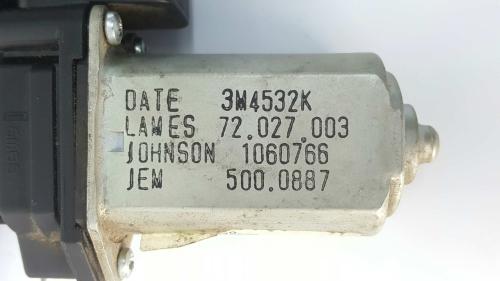 DATE 3M4532K
LAMES 72.027.003
JOHNSON 1060766
JEM 500.0887